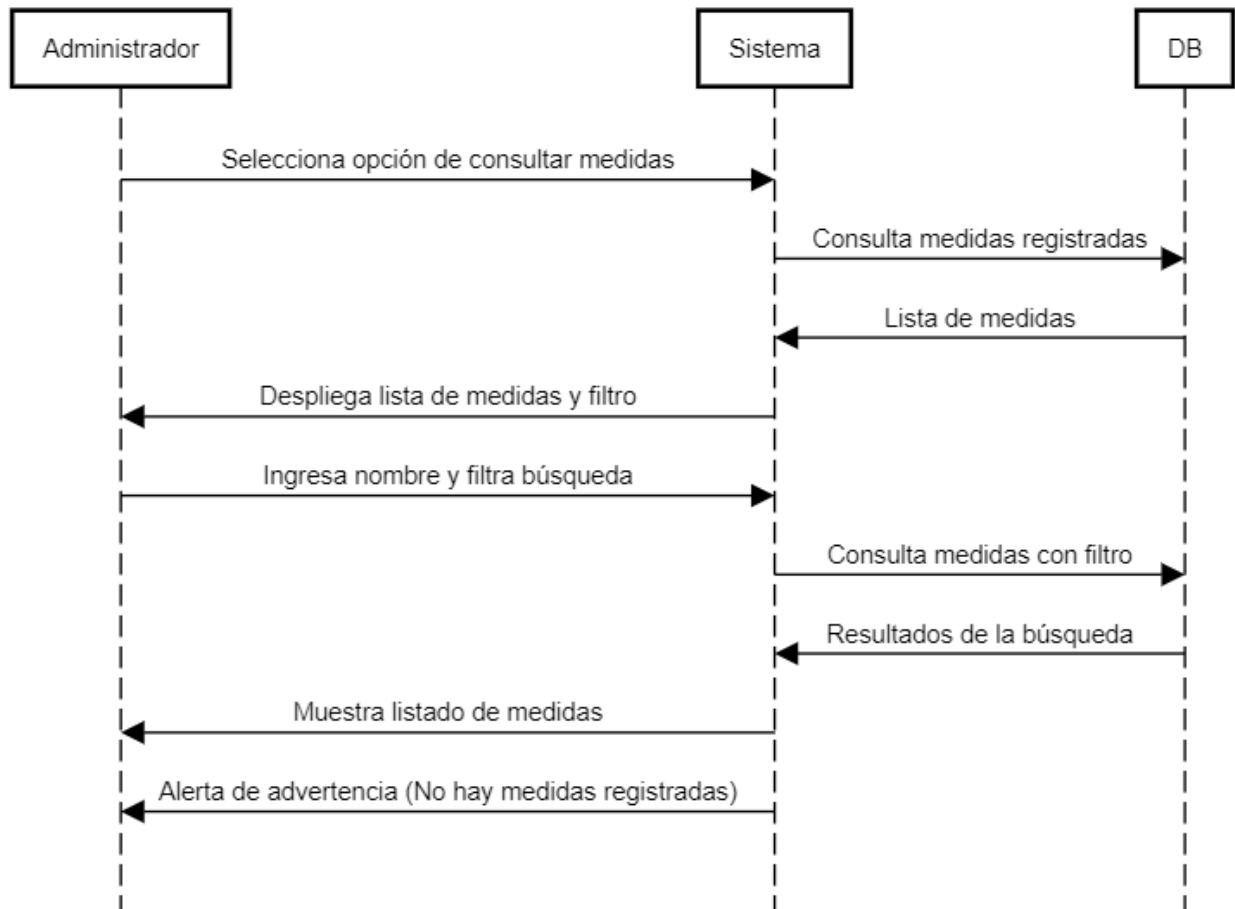 Administrador
Sistema
DB
Selecciona opción de consultar medidas
Consulta medidas registradas
Lista de medidas
Despliega lista de medidas y filtro
Ingresa nombre y filtra búsqueda
Consulta medidas con filtro
Resultados de la búsqueda
Muestra listado de medidas
Alerta de advertencia (No hay medidas registradas)